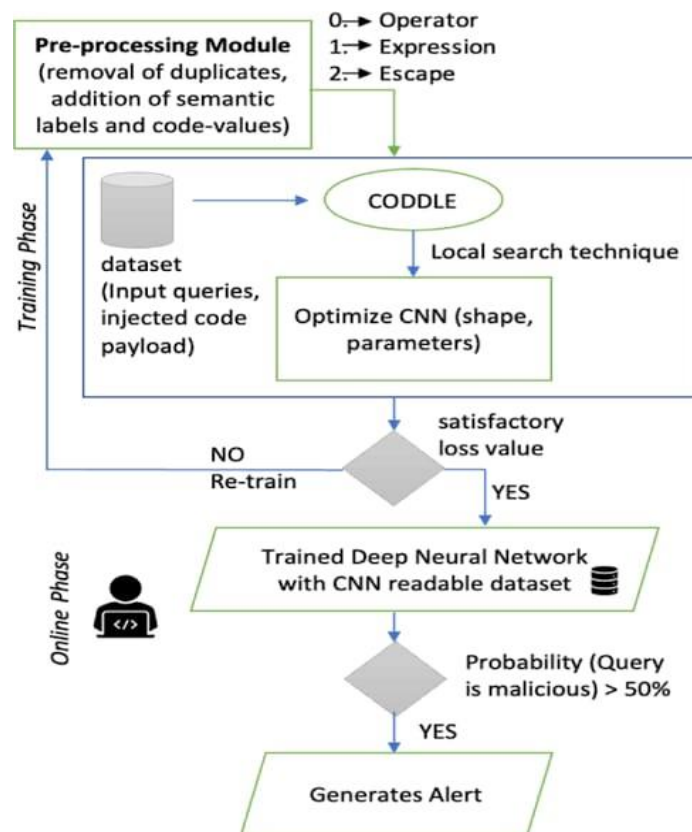 Pre-processing Module
(removal of duplicates,
addition of semantic
labels and code-values)
0. Operator
1. Expression
2. Escape
Training Phase
dataset
(Input queries,
injected code
payload)
CODDLE
Local search technique
Optimize CNN (shape,
parameters)
satisfactory
loss value
NO
Re-train
YES
Trained Deep Neural Network
with CNN readable dataset
Online Phase
</>
Probability (Query
is malicious) > 50%
YES
Generates Alert